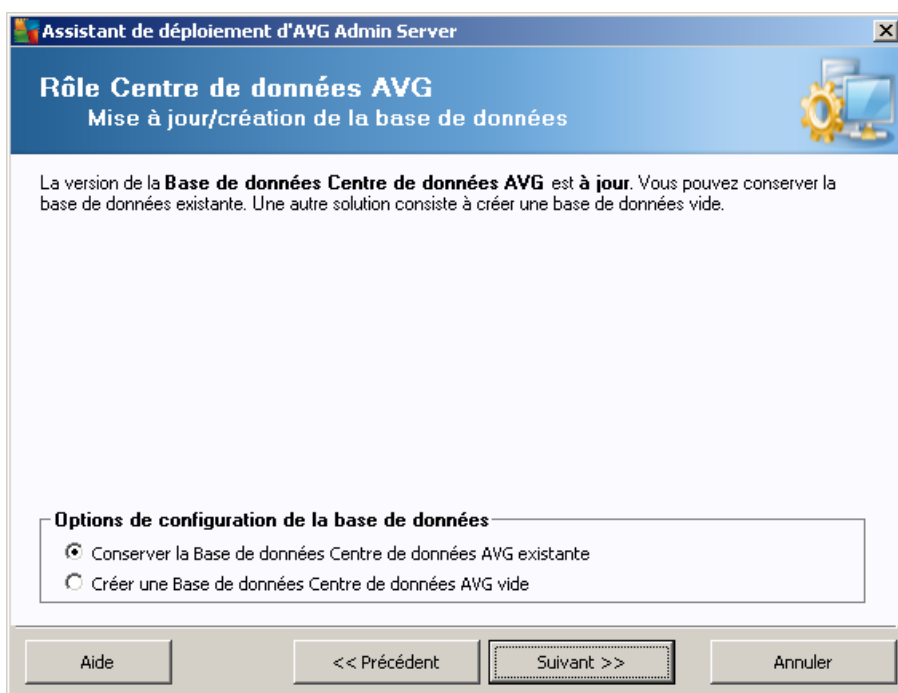 Assistant de déploiement d'AVG Admin Server
Rôle Centre de données AVG
Mise à jour/création de la base de données
La version de la Base de données Centre de données AVG est à jour. Vous pouvez conserver la
base de données existante. Une autre solution consiste à créer une base de données vide.
Options de configuration de la base de données
Conserver la Base de données Centre de données AVG existante
Créer une Base de données Centre de données AVG vide
Aide
<< Précédent
Suivant >>
Annuler